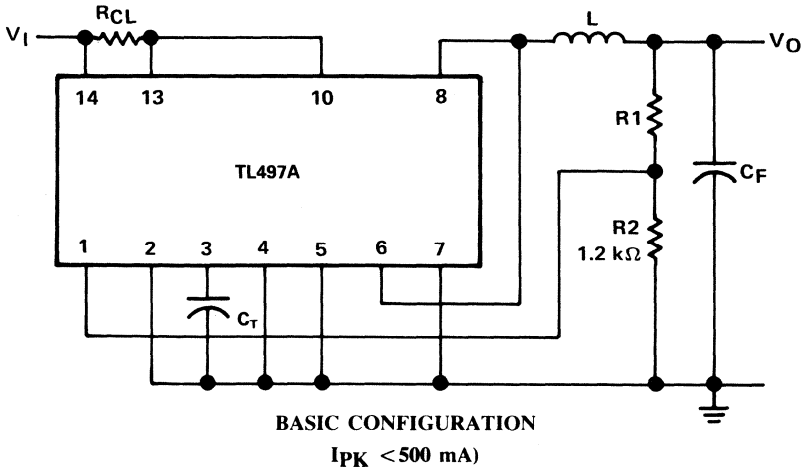 RCL
VI
L
VO
14 13 10 8
R1
TL497A
CF
R2
1.2 kΩ
1 2 3 4 5 6 7
CT
BASIC CONFIGURATION
IPK <500 mA)